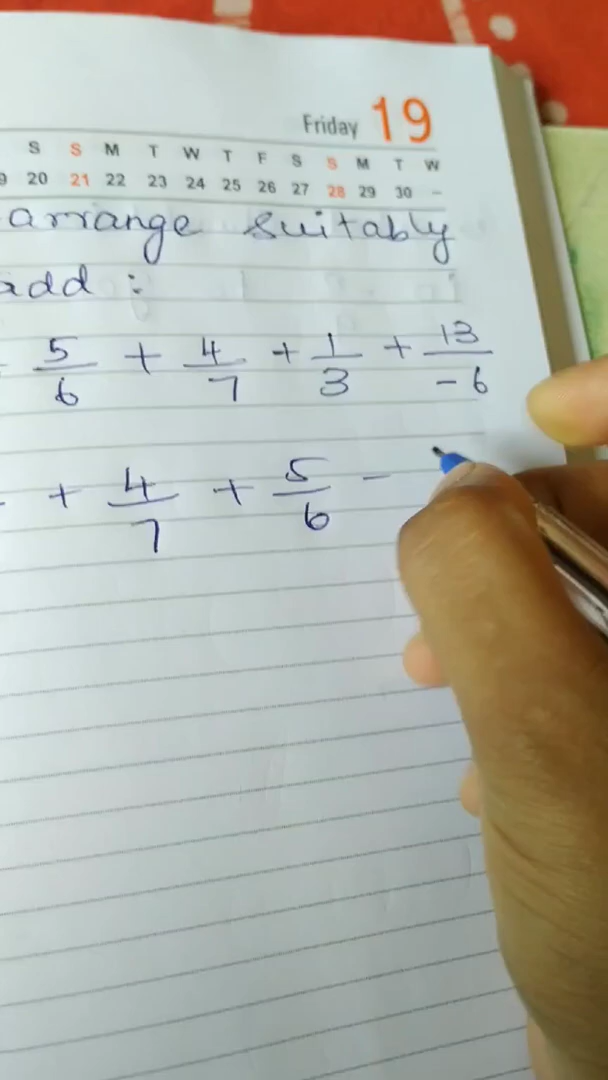 Friday 19
S S M T W T F S S M T W
20 21 22 23 24 25 26 27 28 29 30 -
arrange suitably
add :
5/6 + 4/7 + 1/3 + 13/-6
+ 4/7 + 5/6 -